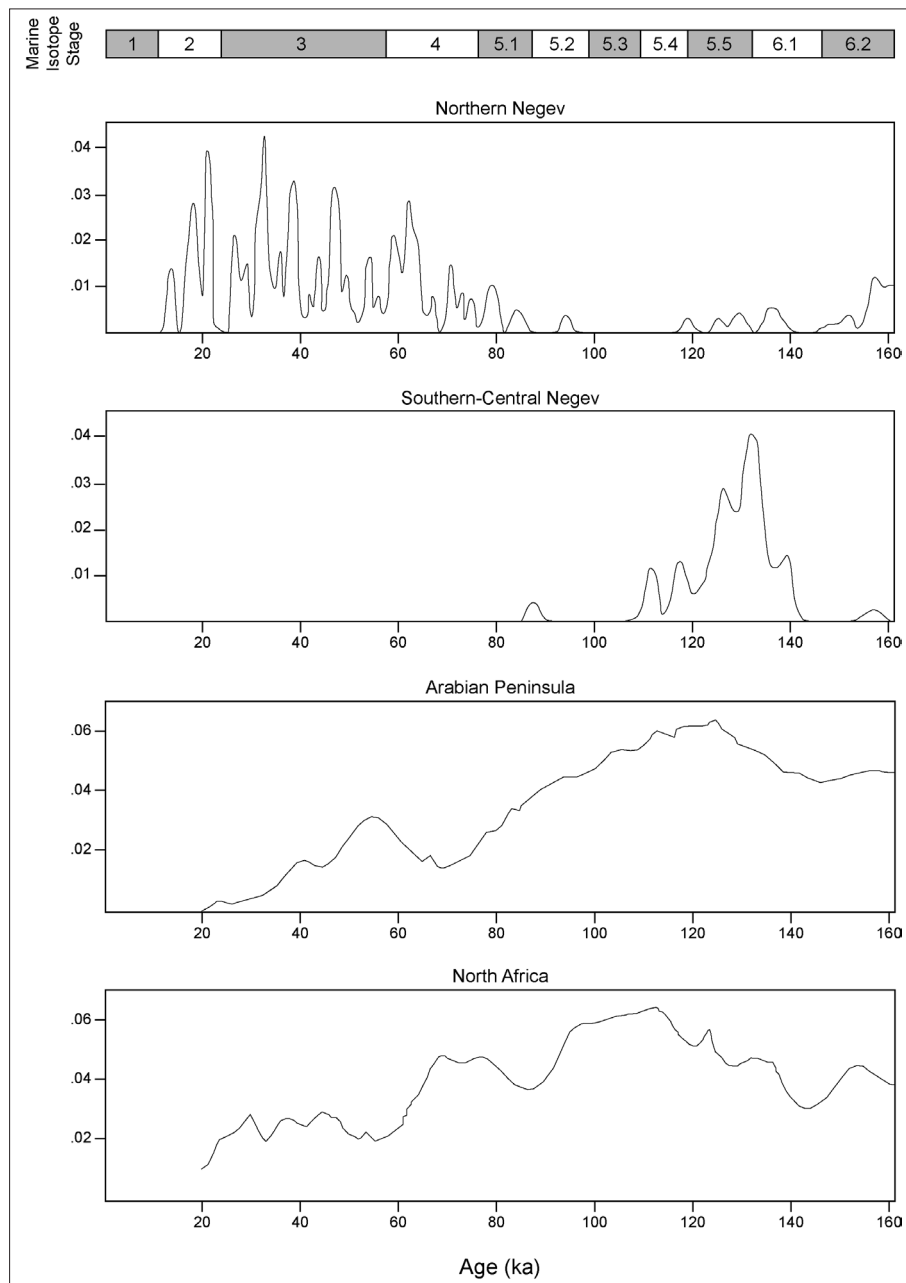 Marine
Isotope
Stage
1 2 3 4 5.1 5.2 5.3 5.4 5.5 6.1 6.2
Northern Negev
.04
.03
.02
.01
20 40 60 80 100 120 140 160
Southern-Central Negev
.04
.03
.02
.01
20 40 60 80 100 120 140 160
Arabian Peninsula
.06
.04
.02
20 40 60 80 100 120 140 160
North Africa
.06
.04
.02
20 40 60 80 100 120 140 160
Age (ka)